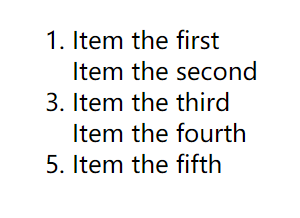 1. Item the first
Item the second
3. Item the third
Item the fourth
5. Item the fifth